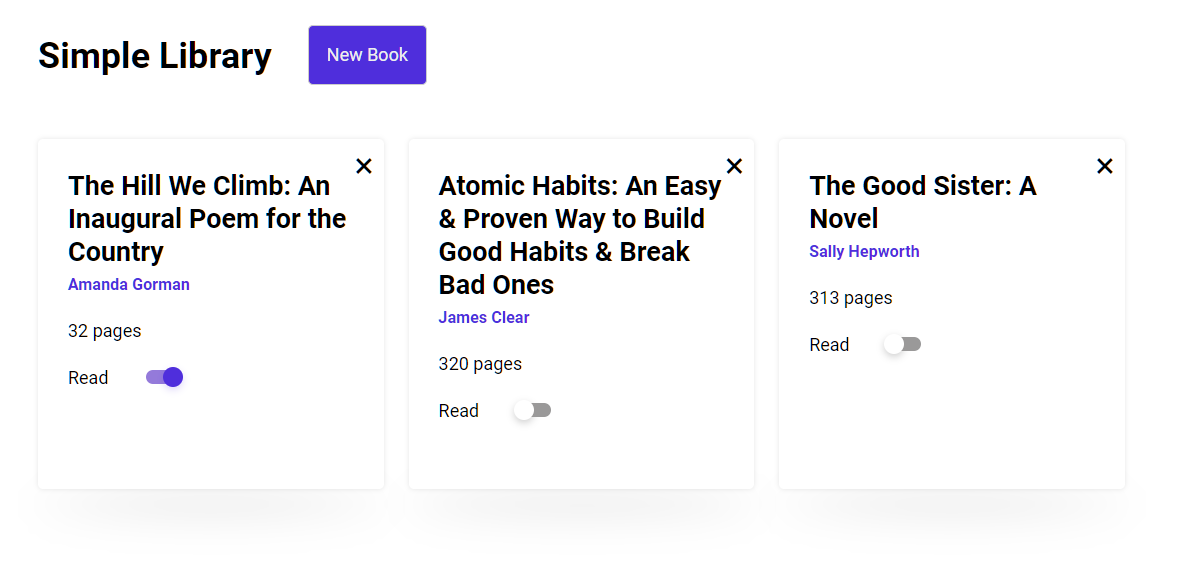 Simple Library
New Book
The Hill We Climb: An
Inaugural Poem for the
Country
Amanda Gorman
32 pages
Read
Atomic Habits: An Easy
& Proven Way to Build
Good Habits & Break
Bad Ones
James Clear
320 pages
Read
The Good Sister: A
Novel
Sally Hepworth
313 pages
Read